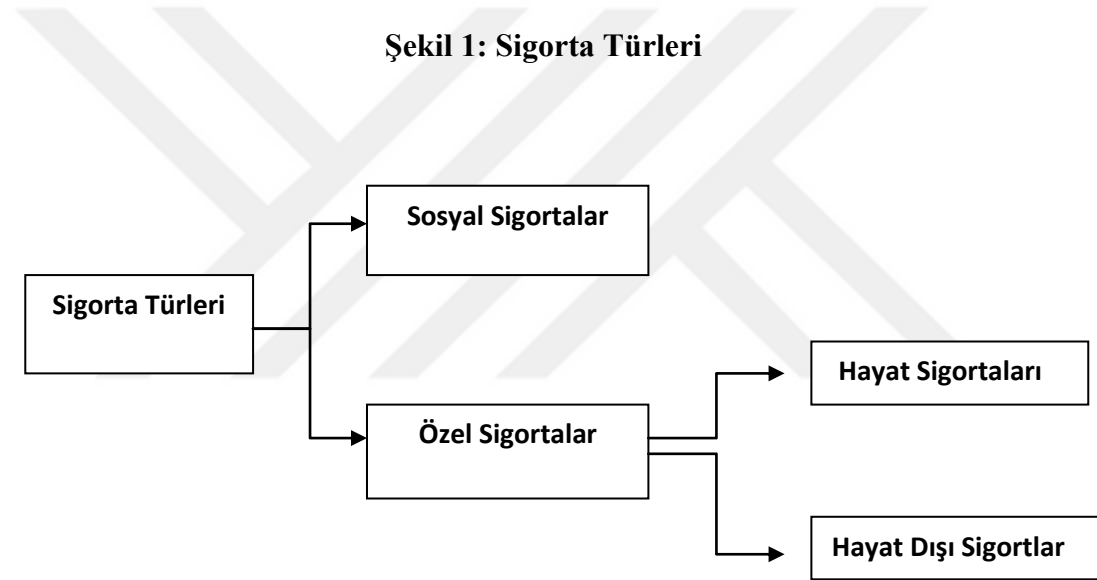 Şekil 1: Sigorta Türleri
Sosyal Sigortalar
Sigorta Türleri
Hayat Sigortaları
Özel Sigortalar
Hayat Dışı Sigortlar